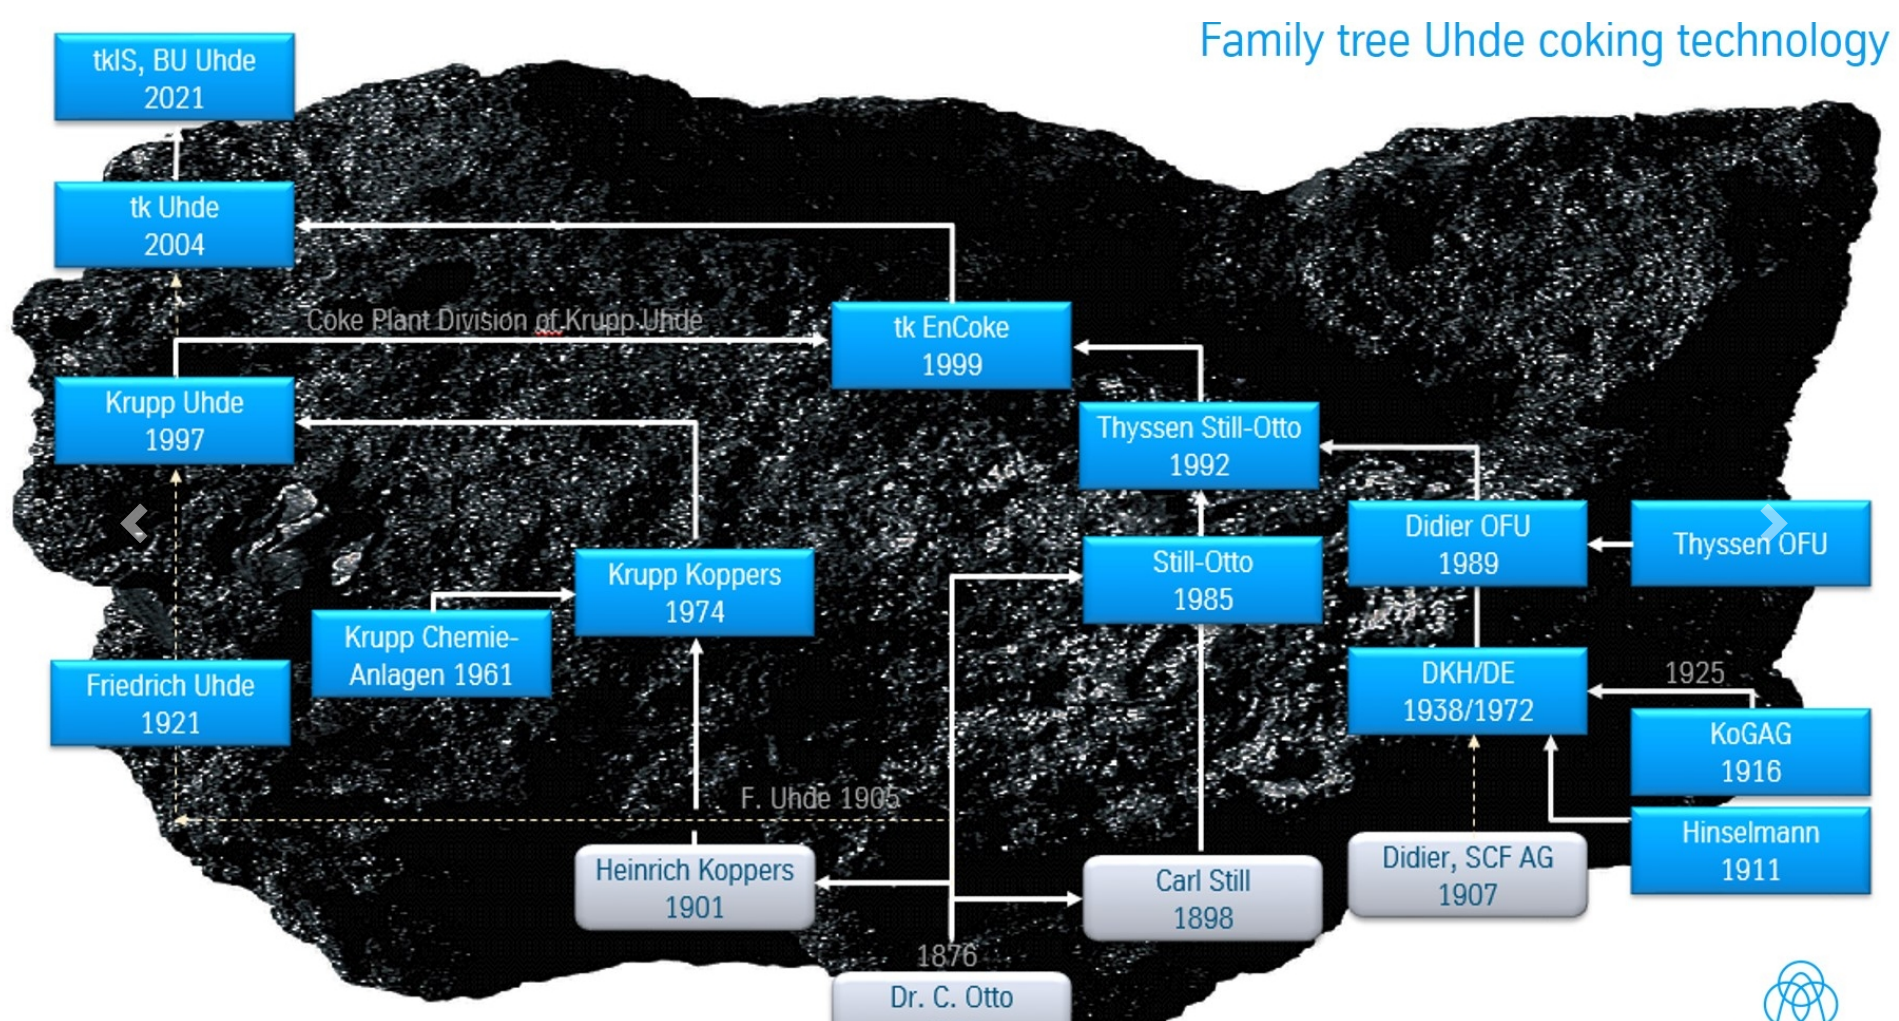 Family tree Uhde coking technology
tkIS, BU Uhde
2021
tk Uhde
2004
Coke Plant Division of Krupp Uhde
tk EnCoke
1999
Krupp Uhde
1997
Thyssen Still-Otto
1992
Didier OFU
1989
Thyssen OFU
Krupp Koppers
1974
Still-Otto
1985
Krupp Chemie-
Anlagen 1961
Friedrich Uhde
1921
DKH/DE
1938/1972
1925
KoGAG
1916
F. Uhde 1905
Hinselmann
1911
Heinrich Koppers
1901
Carl Still
1898
Didier, SCF AG
1907
1876
Dr. C. Otto